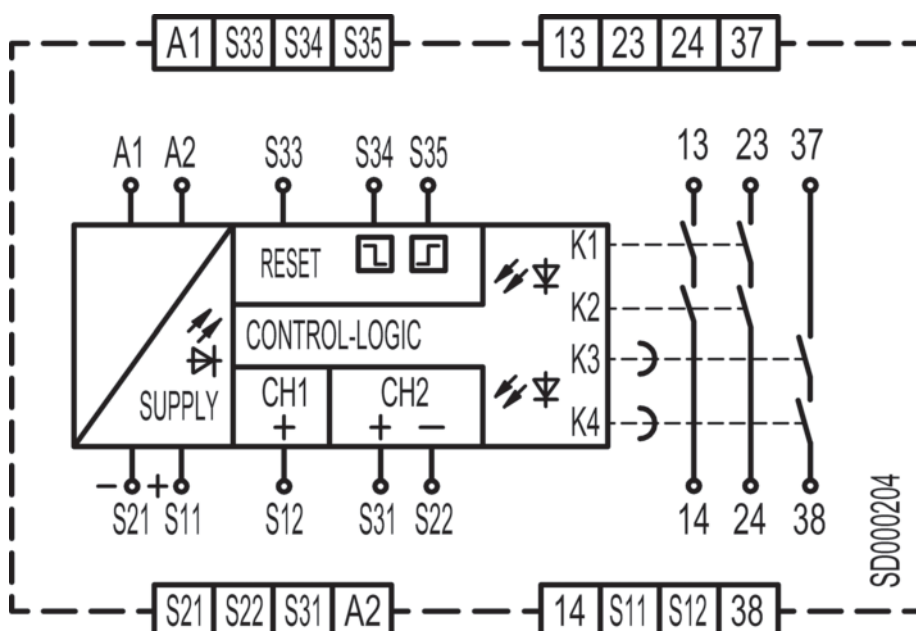 A1 S33 S34 S35 13 23 24 37
A1 A2 S33 S34 S35 13 23 37
RESET K1
K2
CONTROL-LOGIC
K3
SUPPLY CH1 CH2
+ + − K4
− + 
S21 S11 S12 S31 S22 14 24 38
SD000204
S21 S22 S31 A2 14 S11 S12 38